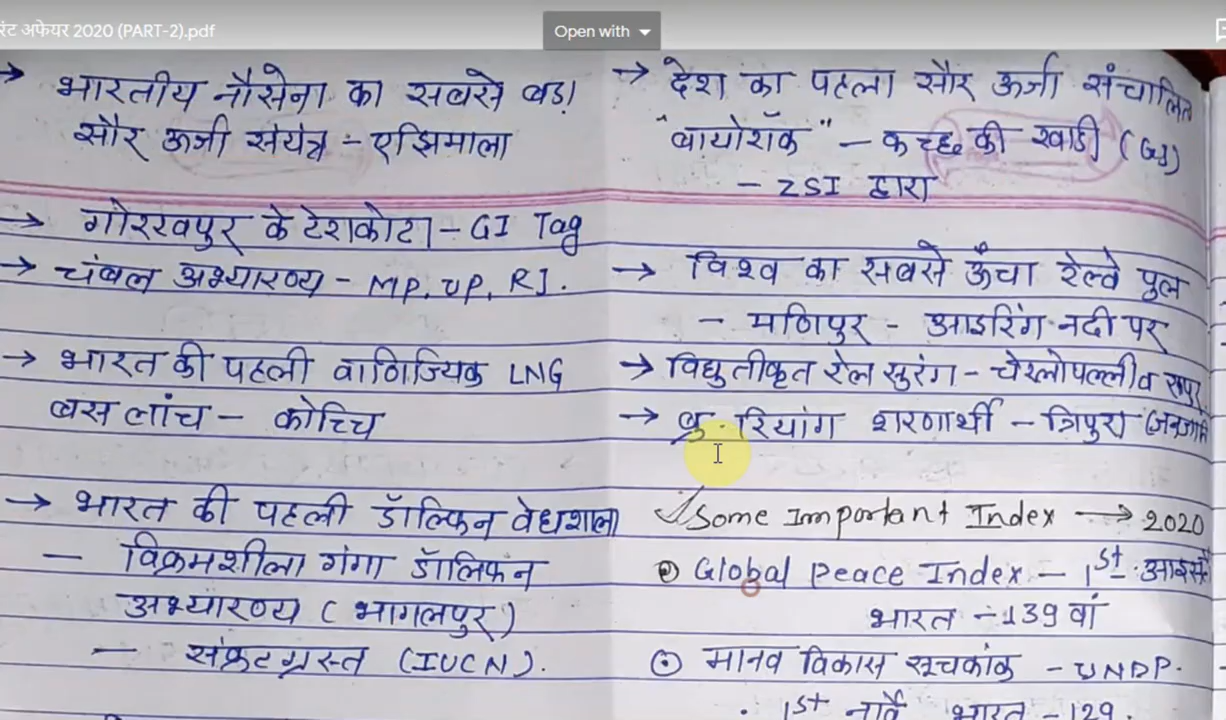 रेंट अफेयर 2020 (PART-2).pdf
Open with
→ भारतीय नौसेना का सबसे बड़ा
सौर ऊर्जा संयंत्र - एझिमाला
→ गोरखपुर के टेराकोटा - GI Tag
→ चंबल अभ्यारण्य - MP, UP, RJ.
→ भारत की पहली वाणिज्यिक LNG
बस लांच - कोच्चि
→ भारत की पहली डॉल्फिन वेधशाला
- विक्रमशीला गंगा डॉलफिन
अभ्यारण्य ( भागलपुर )
- संकटग्रस्त (IUCN).
→ देश का पहला सौर ऊर्जा संचालित
"बायोरॉक" - कच्छ की खाडी (GJ)
- ZSI द्वारा
→ विश्व का सबसे ऊँचा रेल्वे पुल
- मणिपुर - आइरिंग नदी पर
→ विद्युतीकृत रेल सुरंग - चेरलोपल्ली व रापुर
→ ब्रु-रियांग शरणार्थी - त्रिपुरा (जनजाति
Some Important Index → 2020
Global Peace Index - 1st आइसलैं
भारत - 139 वां
मानव विकास सूचकांक - UNDP.
. 1st नार्वे भारत - 129.